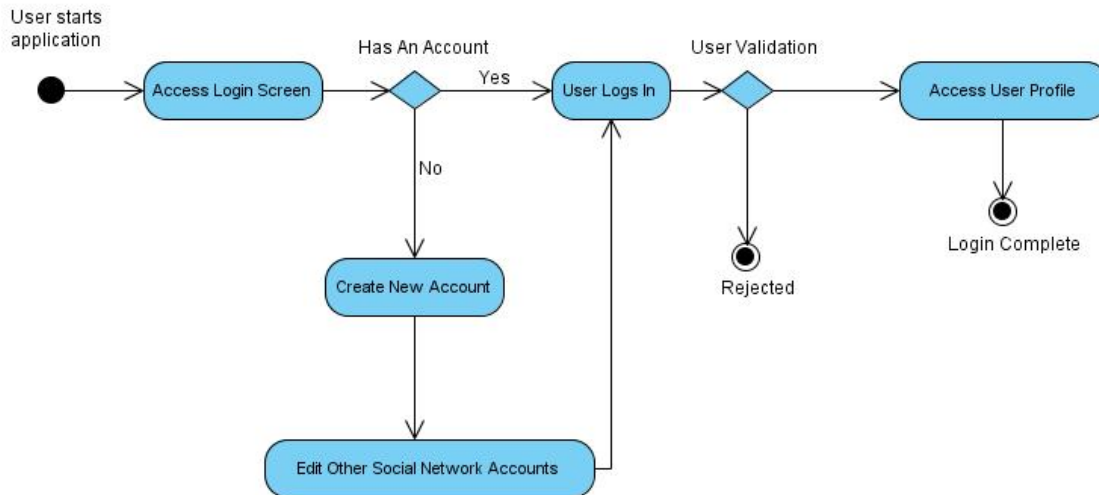 User starts
application
Has An Account
User Validation
Access Login Screen
Yes
User Logs In
Access User Profile
No
Login Complete
Create New Account
Rejected
Edit Other Social Network Accounts